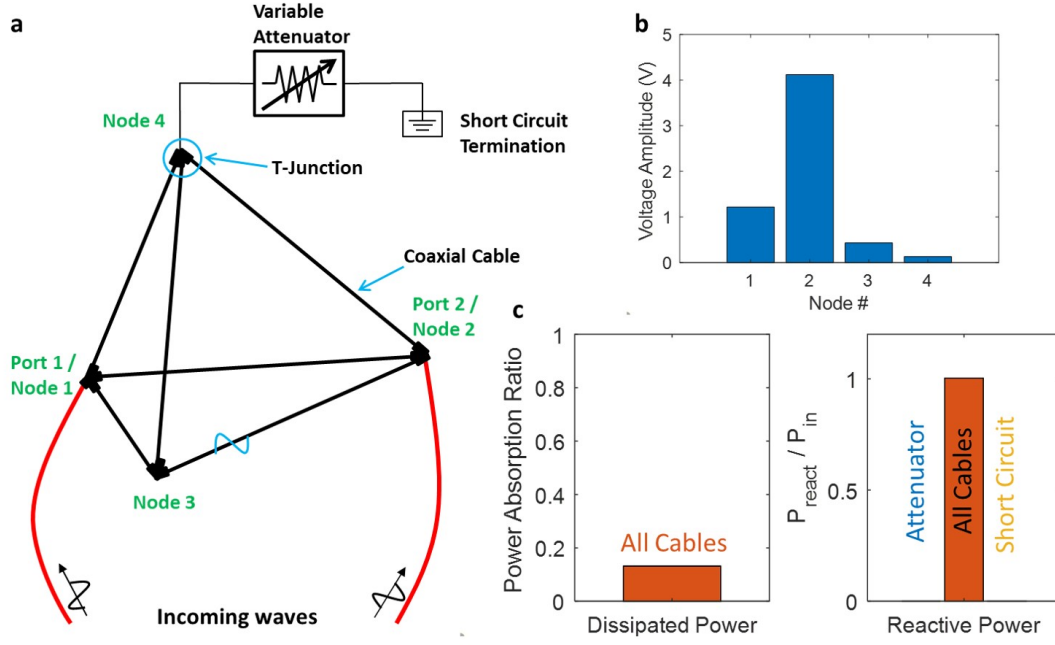 a
Variable
Attenuator
Node 4
Short Circuit
Termination
T-Junction
Coaxial Cable
Port 2 /
Node 2
Port 1 /
Node 1
Node 3
Incoming waves
b
Voltage Amplitude (V)
5
4
3
2
1
0
1 2 3 4
Node #
c
Power Absorption Ratio
1
0.8
0.6
0.4
0.2
0
All Cables
Dissipated Power
P_react / P_in
1
0.5
0
Attenuator
All Cables
Short Circuit
Reactive Power